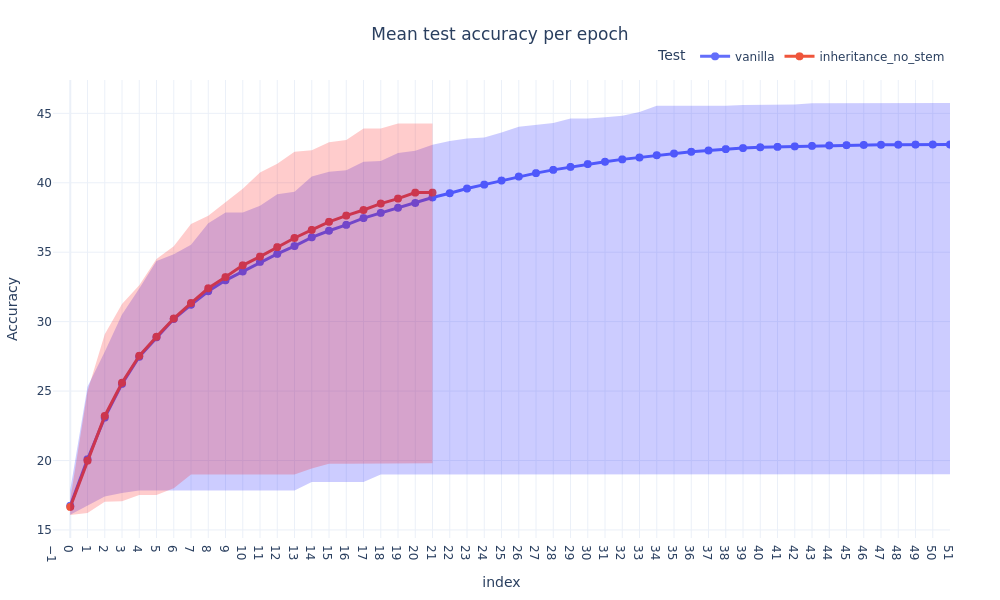 Mean test accuracy per epoch
Test vanilla inheritance_no_stem
Accuracy
45
40
35
30
25
20
15
−1 0 1 2 3 4 5 6 7 8 9 10 11 12 13 14 15 16 17 18 19 20 21 22 23 24 25 26 27 28 29 30 31 32 33 34 35 36 37 38 39 40 41 42 43 44 45 46 47 48 49 50 51
index